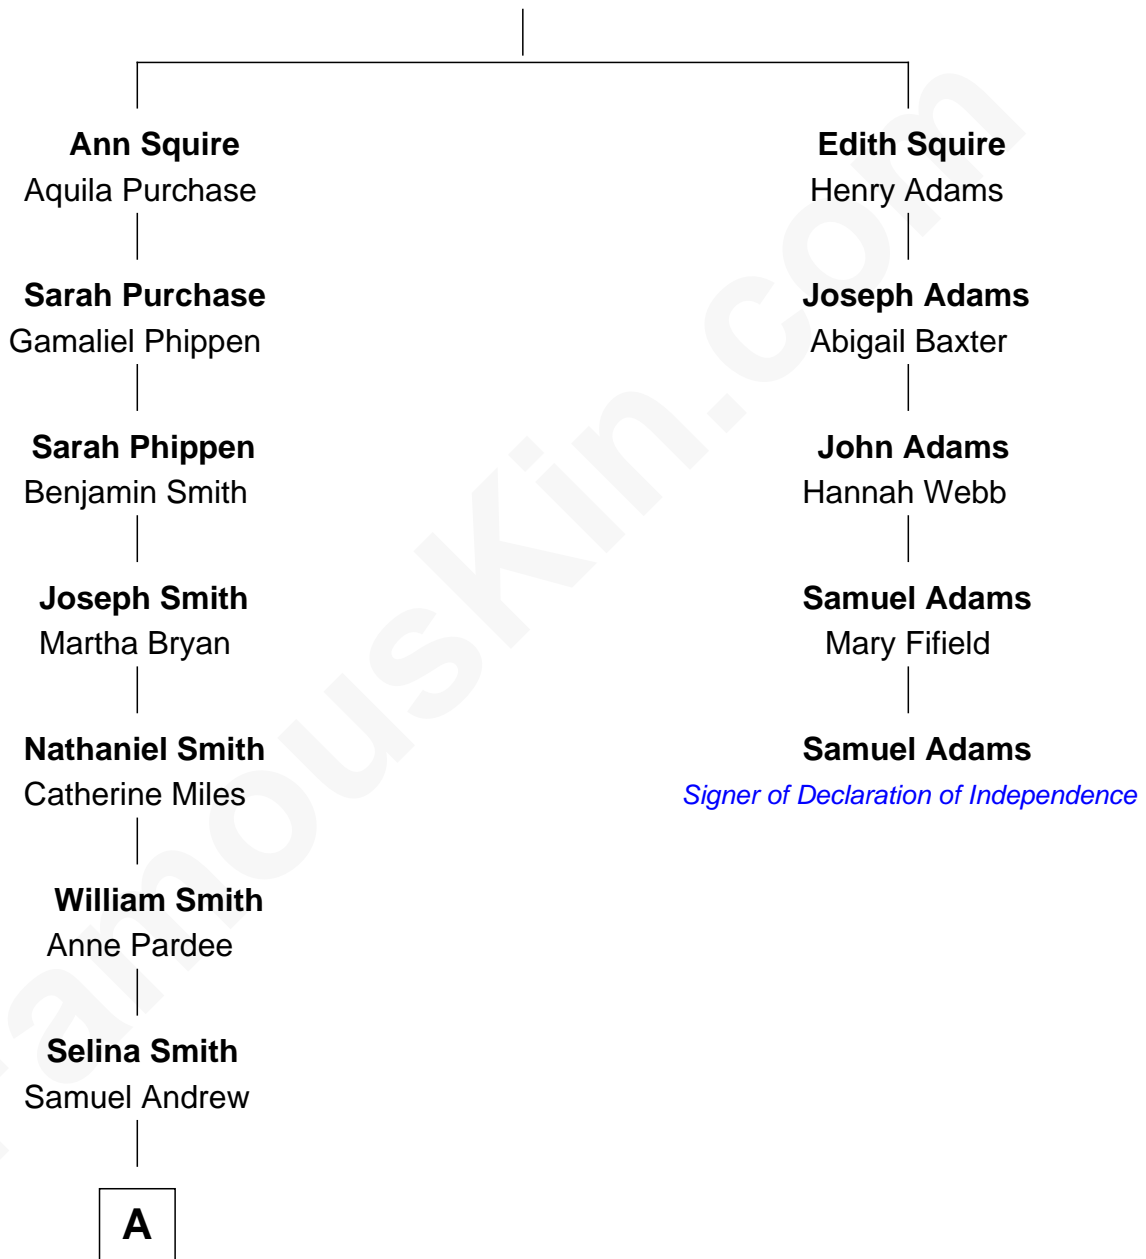 Ann Squire
Aquila Purchase
Sarah Purchase
Gamaliel Phippen
Sarah Phippen
Benjamin Smith
Joseph Smith
Martha Bryan
Nathaniel Smith
Catherine Miles
William Smith
Anne Pardee
Selina Smith
Samuel Andrew
A
Edith Squire
Henry Adams
Joseph Adams
Abigail Baxter
John Adams
Hannah Webb
Samuel Adams
Mary Fifield
Samuel Adams
Signer of Declaration of Independence
FamousKin.com